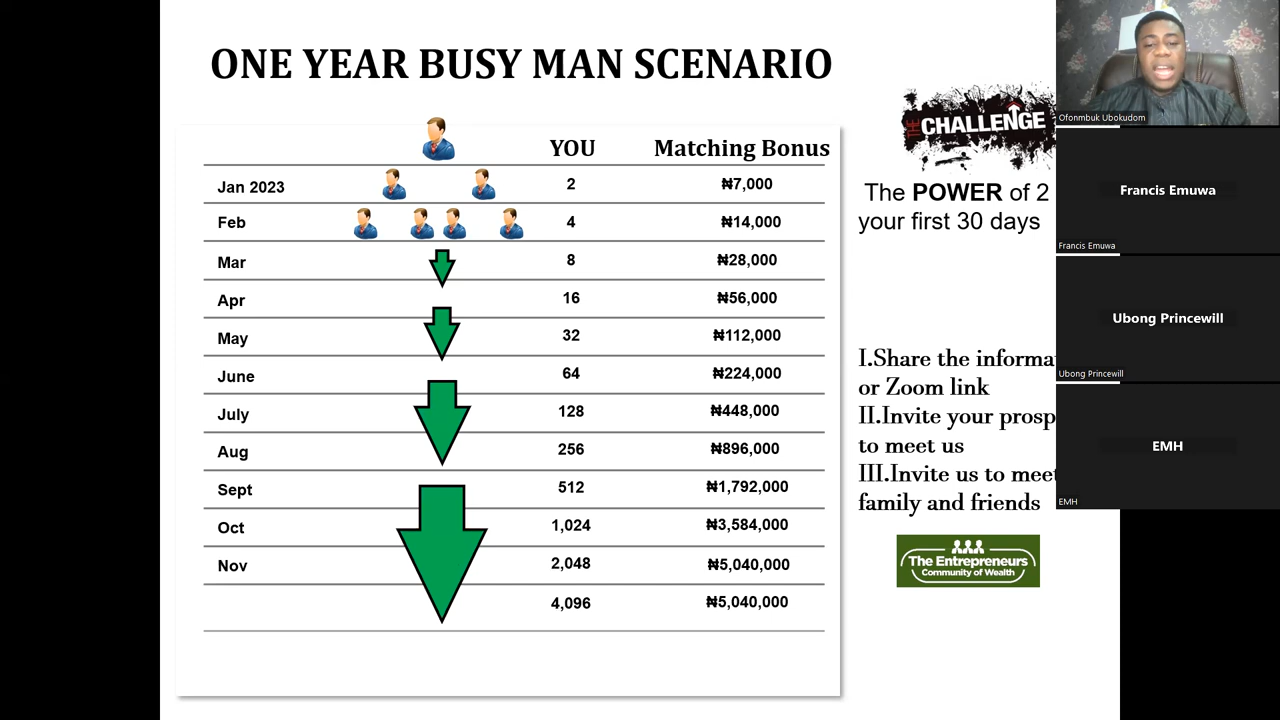 ONE YEAR BUSY MAN SCENARIO
YOU Matching Bonus
Jan 2023 2 ₦7,000
Feb 4 ₦14,000
Mar 8 ₦28,000
Apr 16 ₦56,000
May 32 ₦112,000
June 64 ₦224,000
July 128 ₦448,000
Aug 256 ₦896,000
Sept 512 ₦1,792,000
Oct 1,024 ₦3,584,000
Nov 2,048 ₦5,040,000
4,096 ₦5,040,000
THE CHALLENGE
The POWER of 2
your first 30 days
I.Share the informa
or Zoom link
II.Invite your prosp
to meet us
III.Invite us to meet
family and friends
The Entrepreneurs
Community of Wealth
Ofonmbuk Ubokudom
Francis Emuwa
Francis Emuwa
Ubong Princewill
Ubong Princewill
EMH
EMH